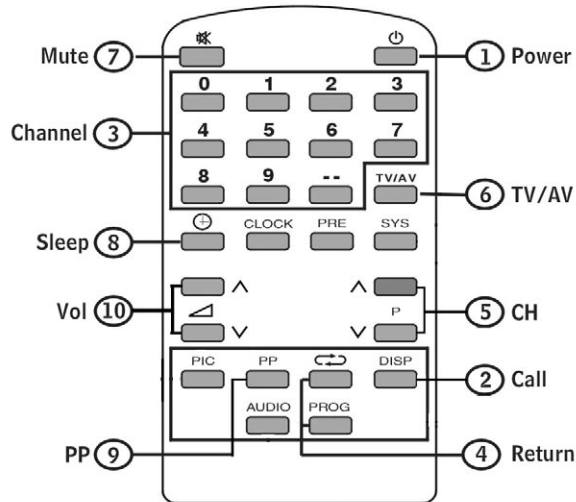 Mute 7
1 Power
0 1 2 3
Channel 3
4 5 6 7
8 9 -- TV/AV
6 TV/AV
Sleep 8
CLOCK PRE SYS
Vol 10
P
5 CH
PIC PP DISP
2 Call
AUDIO PROG
PP 9
4 Return